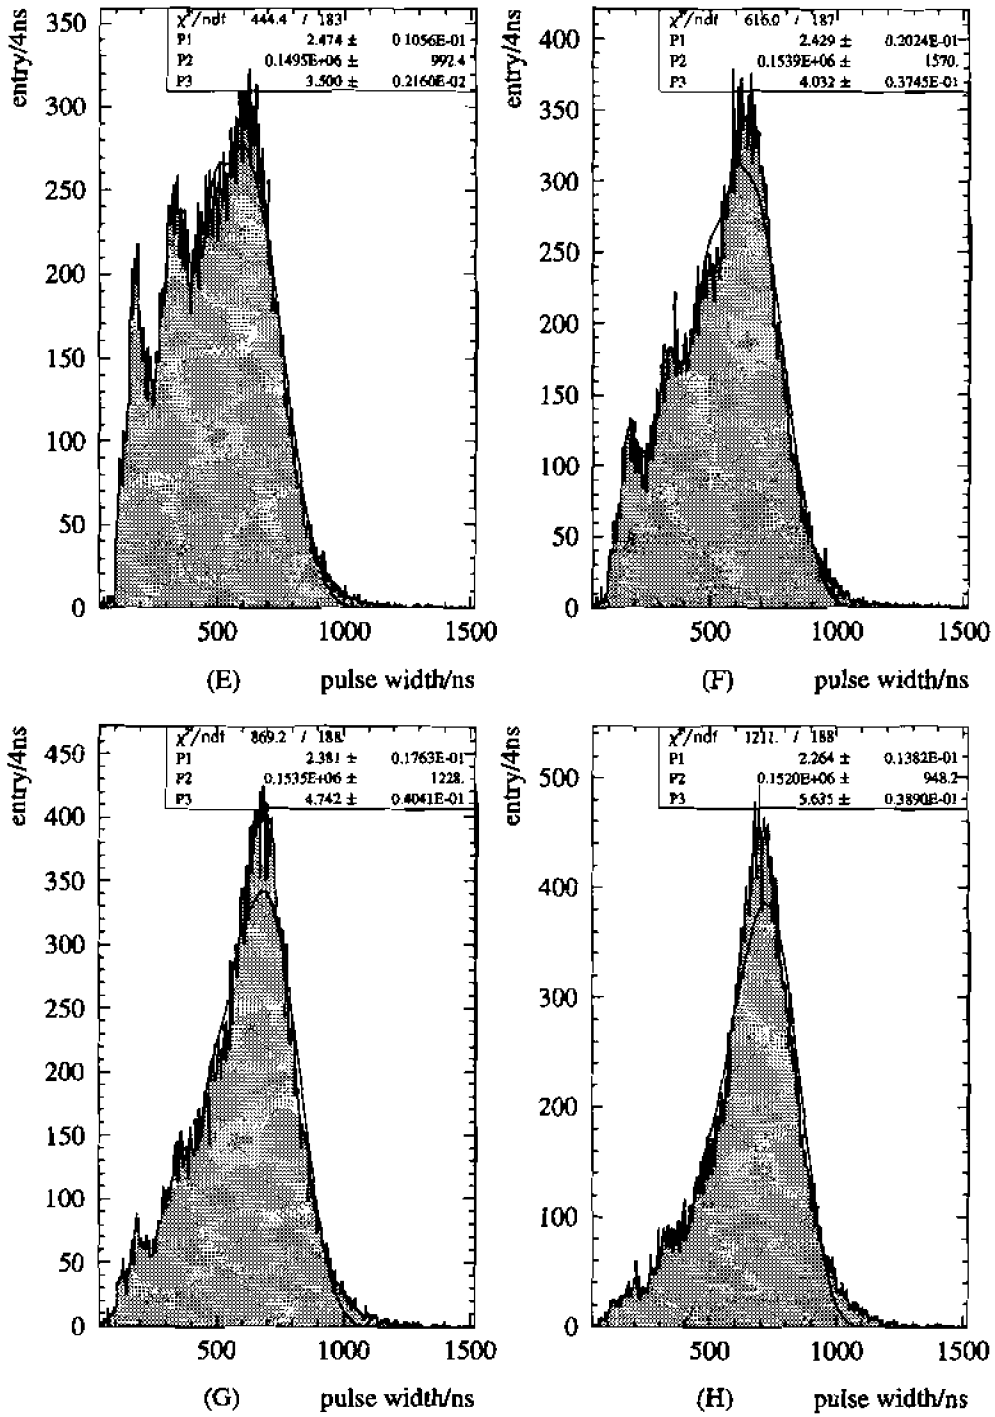 entry/4ns
χ²/ndf 444.4 / 183
P1 2.474 ± 0.1056E-01
P2 0.1495E+06 ± 992.4
P3 3.500 ± 0.2160E-02
350
300
250
200
150
100
50
0
500 1000 1500
(E) pulse width/ns
entry/4ns
χ²/ndf 616.0 / 187
P1 2.429 ± 0.2024E-01
P2 0.1539E+06 ± 1570.
P3 4.032 ± 0.3745E-01
400
350
300
250
200
150
100
50
0
500 1000 1500
(F) pulse width/ns
entry/4ns
χ²/ndf 869.2 / 188
P1 2.381 ± 0.1763E-01
P2 0.1535E+06 ± 1228.
P3 4.742 ± 0.4041E-01
450
400
350
300
250
200
150
100
50
0
500 1000 1500
(G) pulse width/ns
entry/4ns
χ²/ndf 1211. / 188
P1 2.264 ± 0.1382E-01
P2 0.1520E+06 ± 948.2
P3 5.635 ± 0.3890E-01
500
400
300
200
100
0
500 1000 1500
(H) pulse width/ns